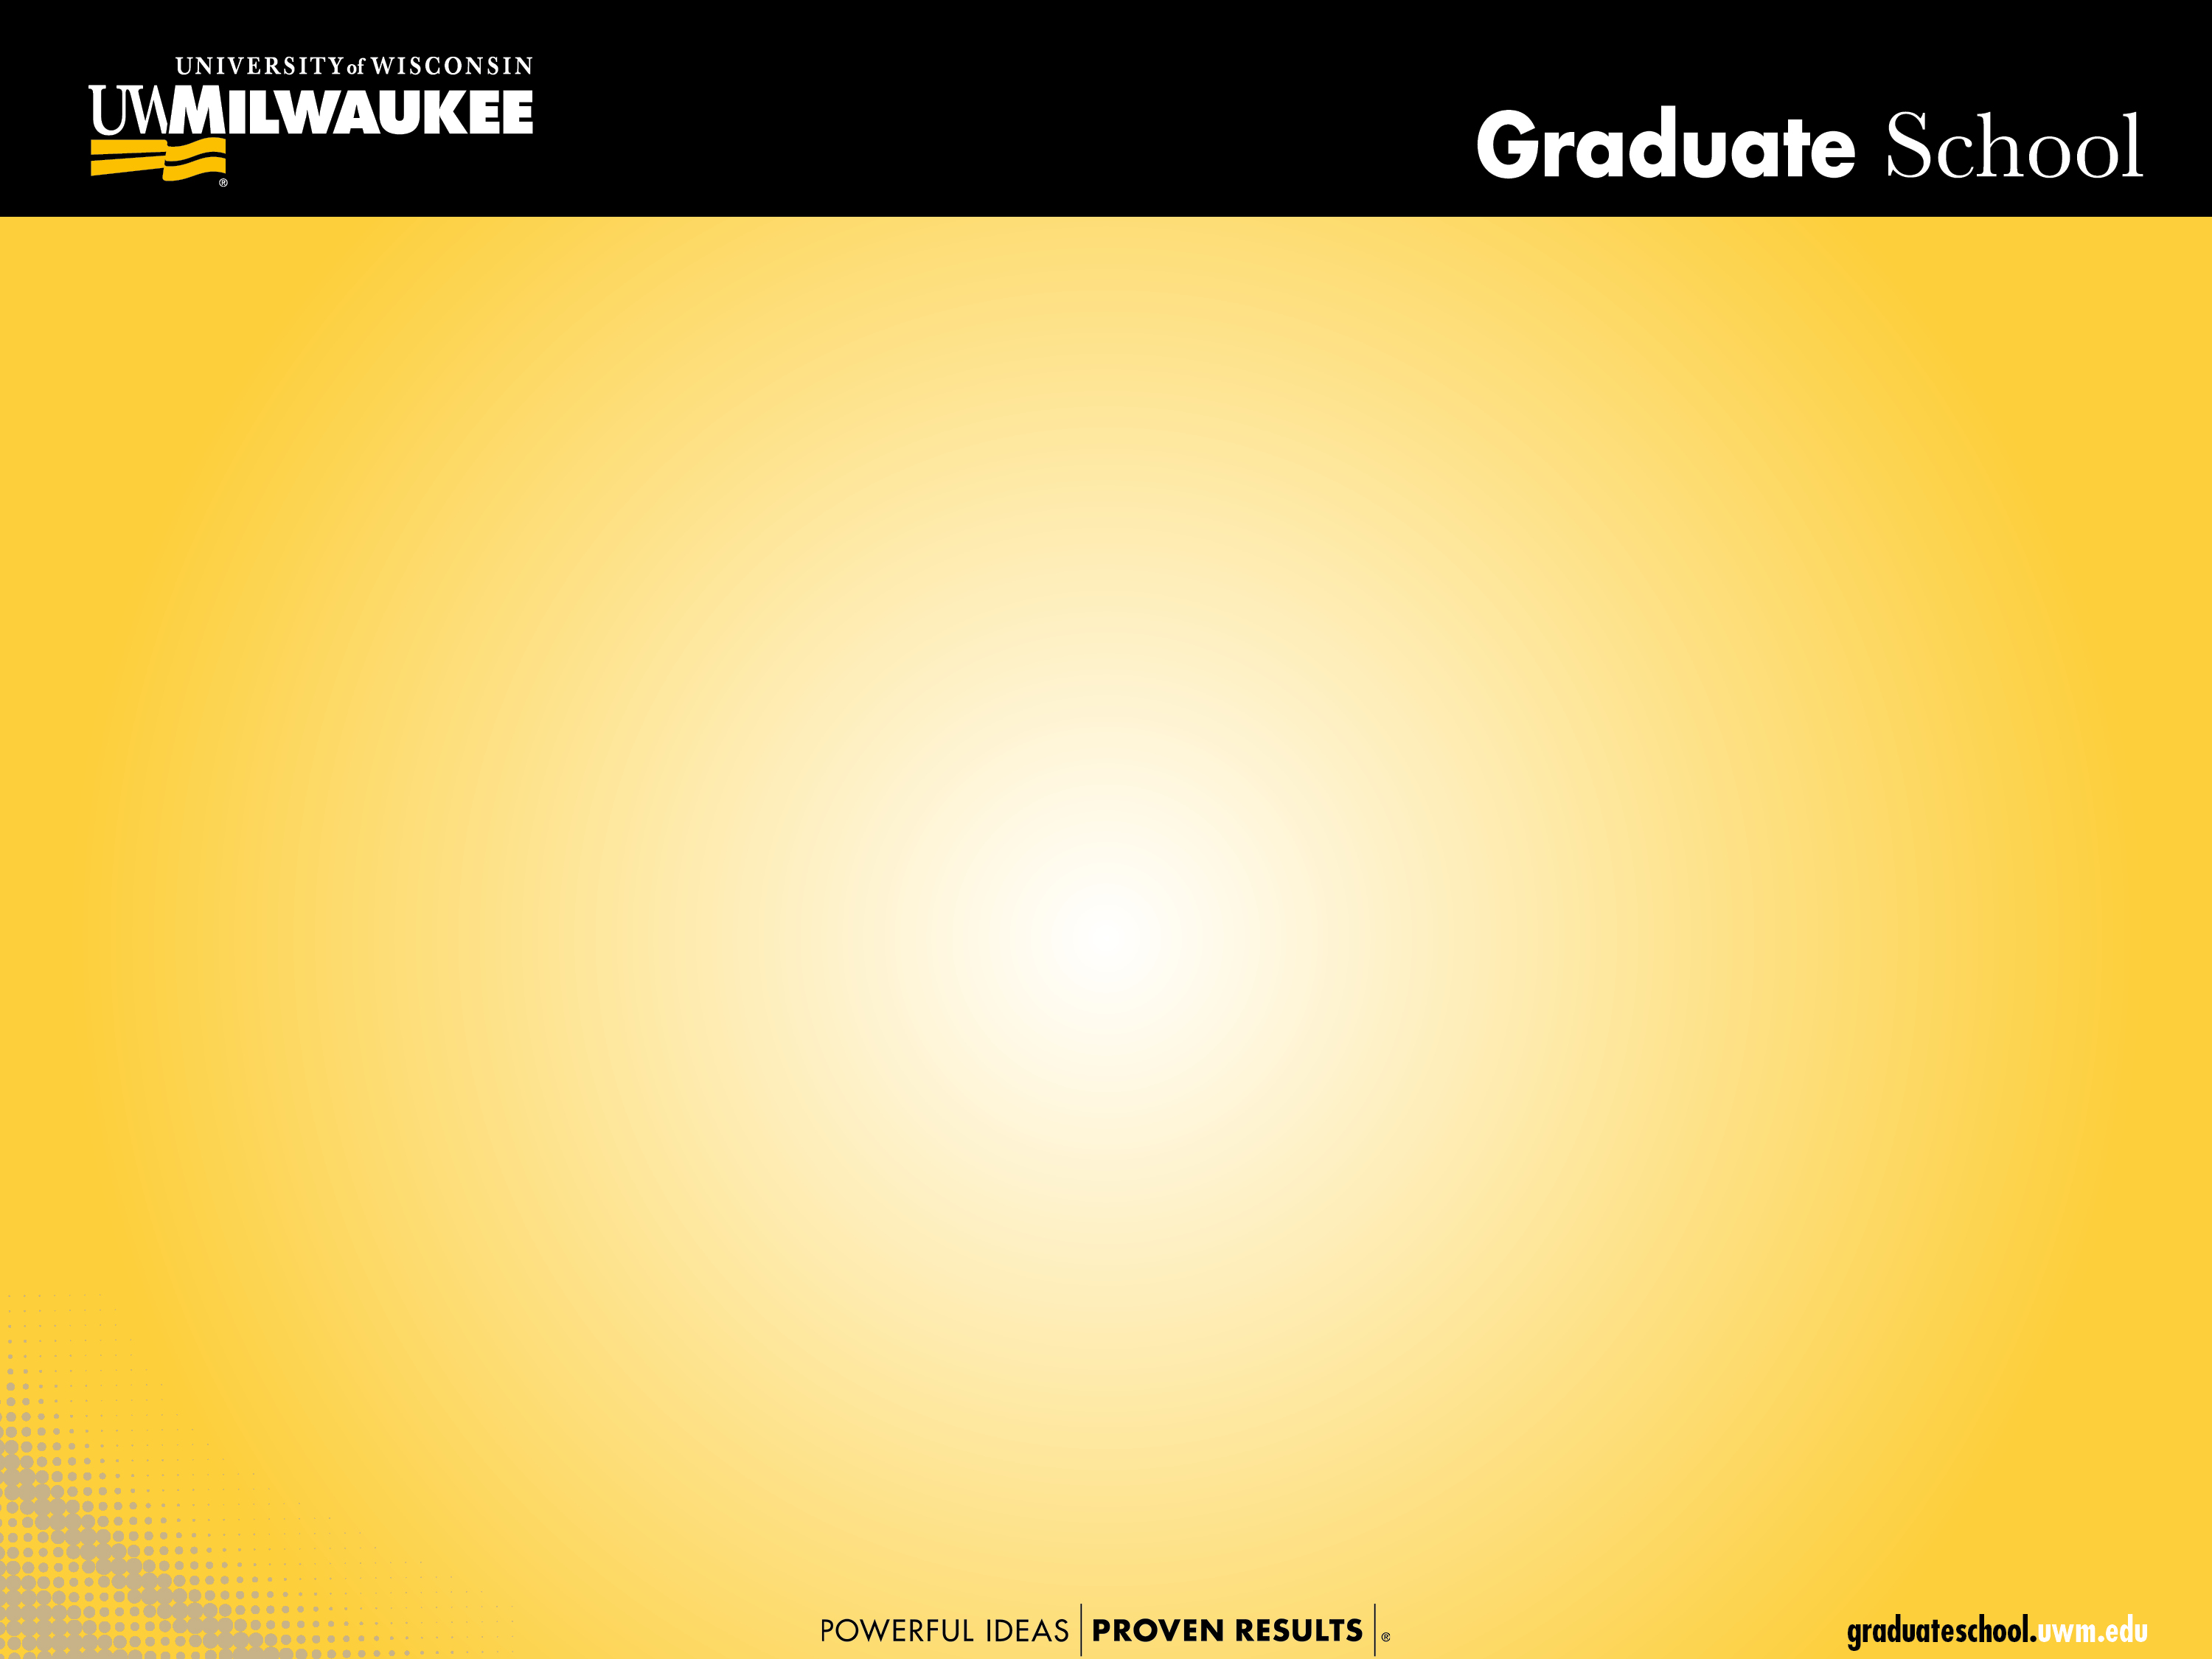 UNIVERSITY of WISCONSIN
UWMILWAUKEE
®
Graduate School
POWERFUL IDEAS | PROVEN RESULTS | ®
graduateschool.uwm.edu